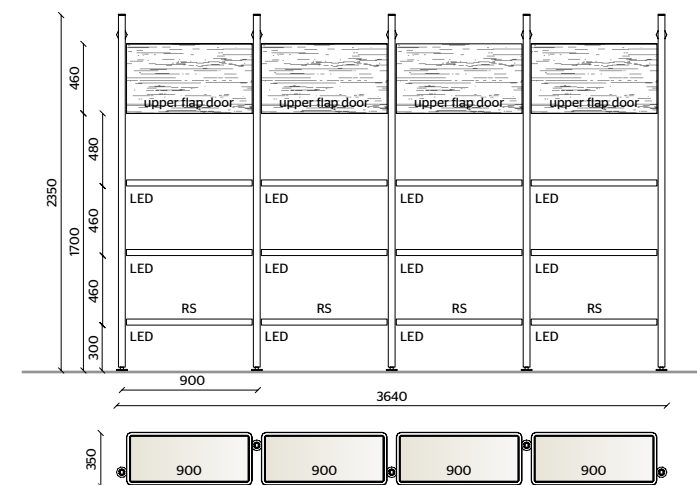 460
upper flap door upper flap door upper flap door upper flap door
480
2350
LED LED LED LED
460
1700
LED LED LED LED
460
RS RS RS RS
LED LED LED LED
300
900
3640
350
900 900 900 900